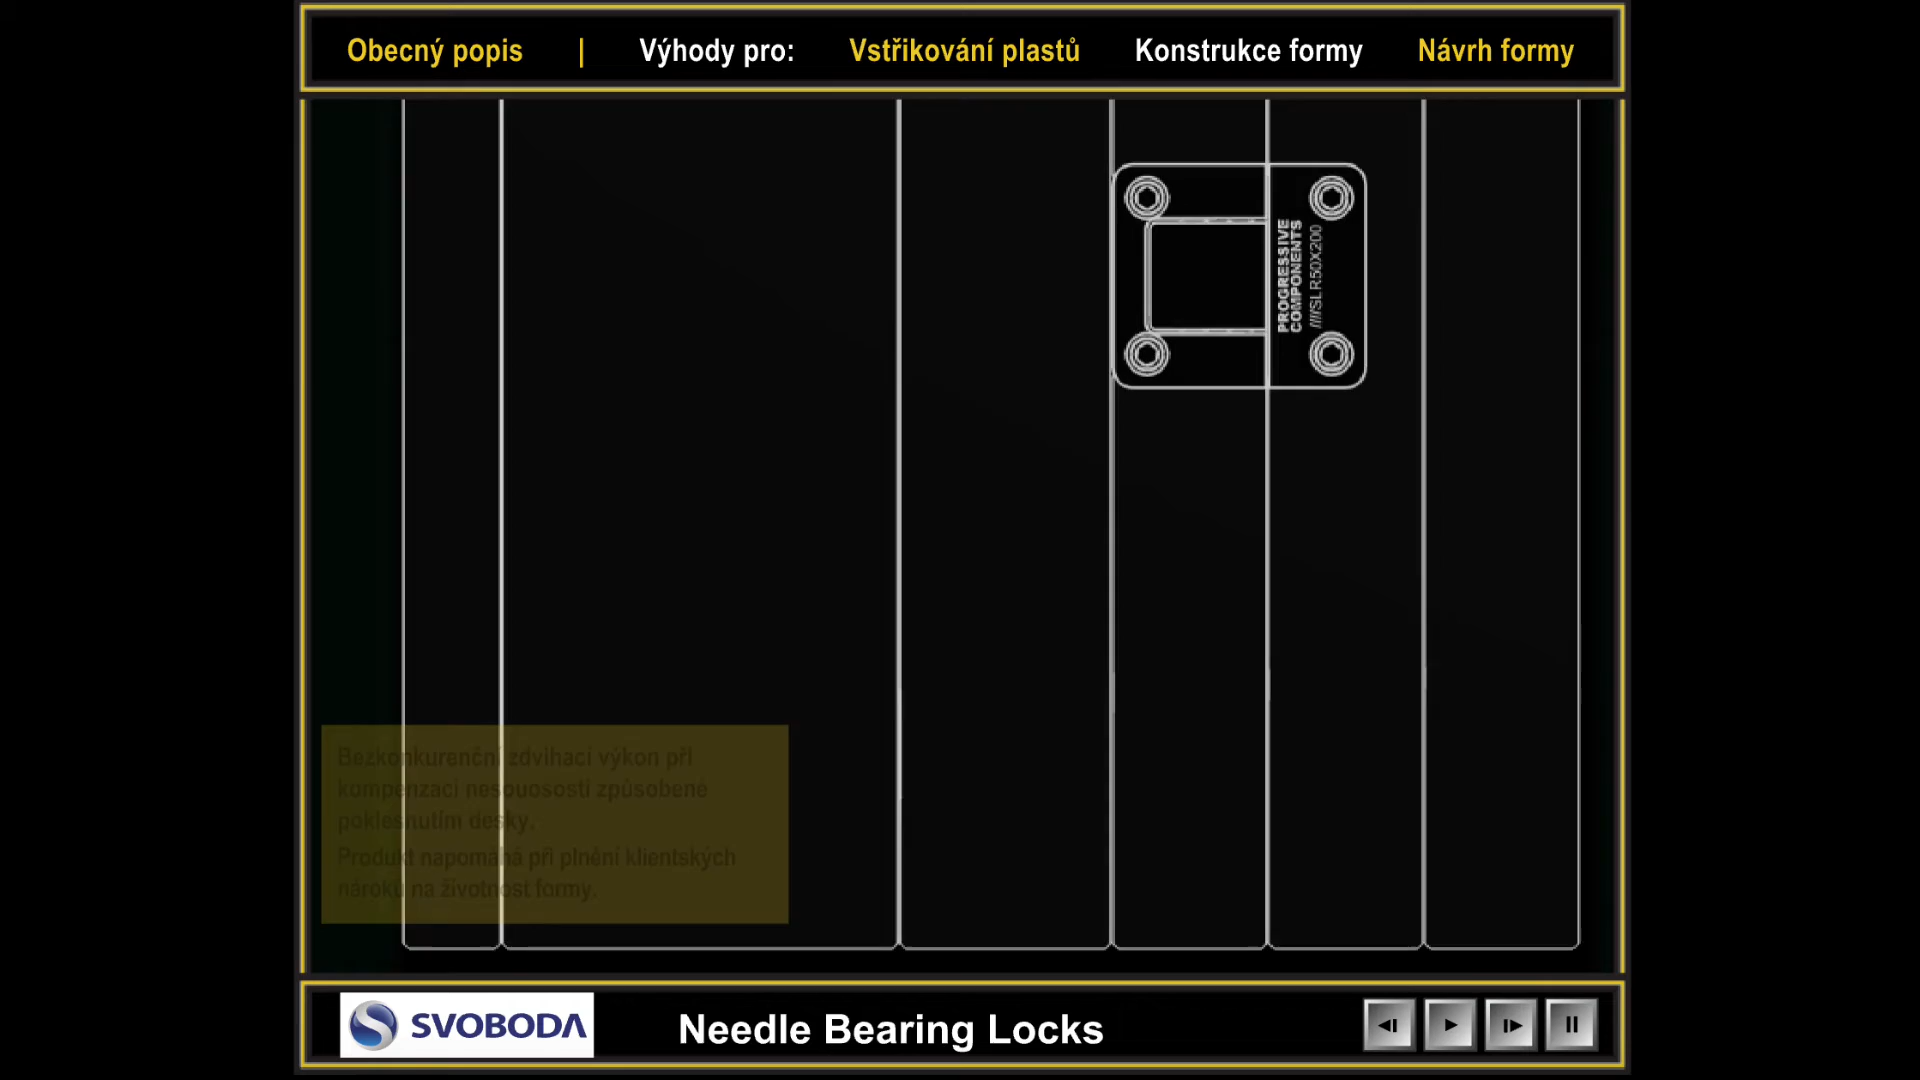 Obecný popis | Výhody pro: Vstřikování plastů Konstrukce formy Návrh formy
PROGRESSIVE
COMPONENTS
////SLR50X200
Bezkonkurenční zdvihací výkon při
kompenzaci nesouososti způsobené
poklesnutím desky.
Produkt napomáhá při plnění klientských
nároků na životnost formy.
SVOBODA
Needle Bearing Locks